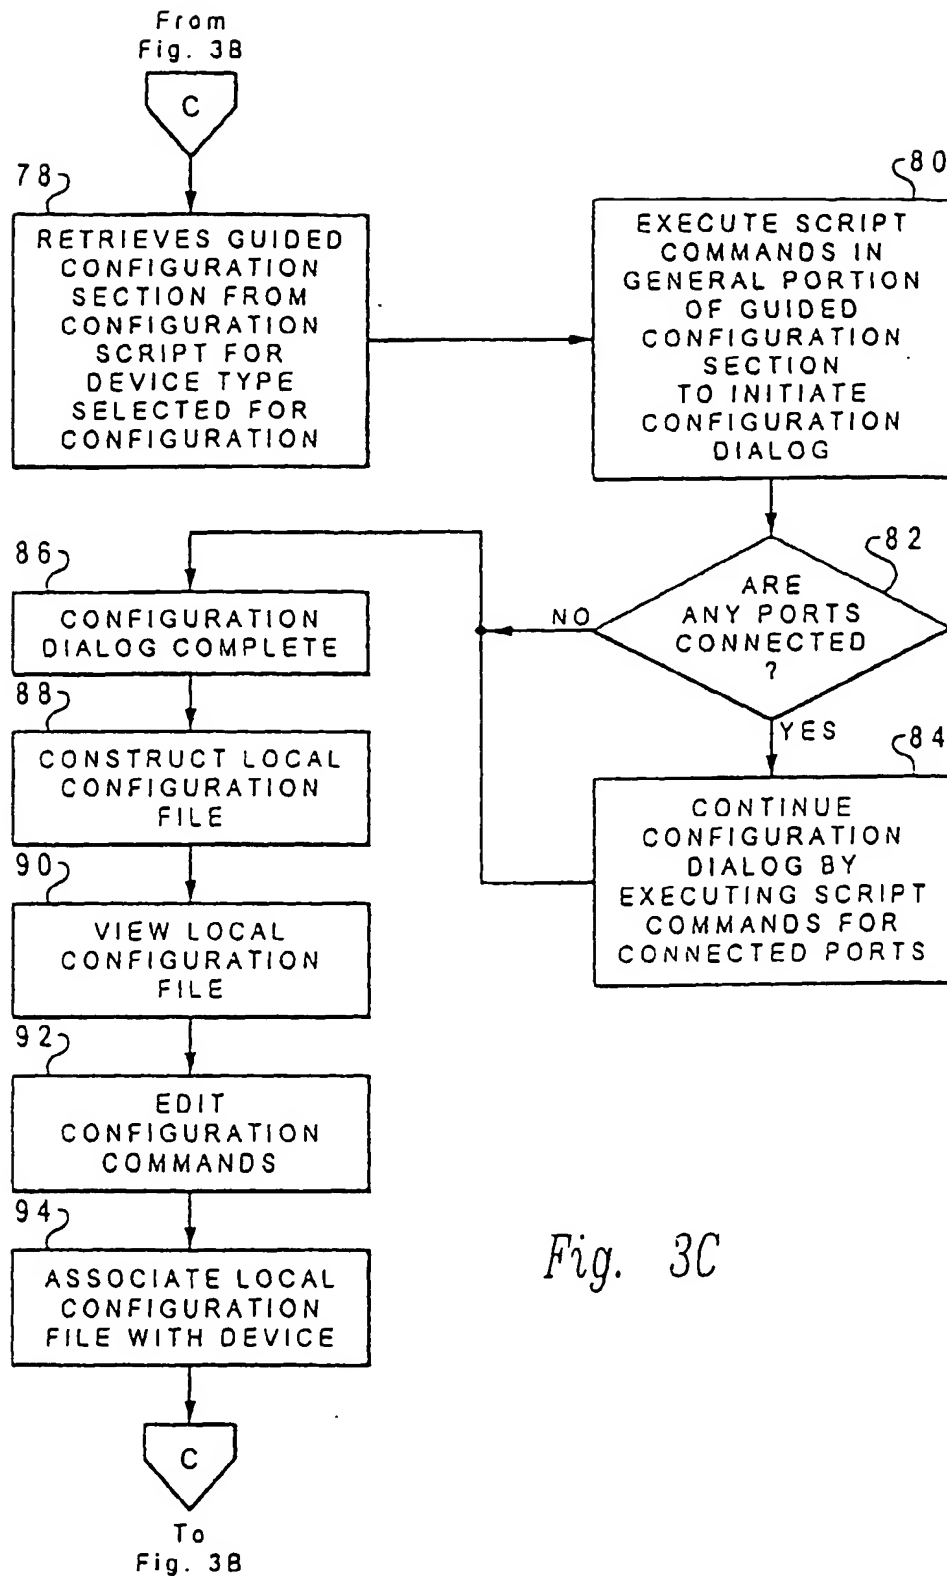 From
Fig. 3B
C
78
RETRIEVES GUIDED
CONFIGURATION
SECTION FROM
CONFIGURATION
SCRIPT FOR
DEVICE TYPE
SELECTED FOR
CONFIGURATION
80
EXECUTE SCRIPT
COMMANDS IN
GENERAL PORTION
OF GUIDED
CONFIGURATION
SECTION
TO INITIATE
CONFIGURATION
DIALOG
82
ARE
ANY PORTS
CONNECTED
?
NO
YES
84
CONTINUE
CONFIGURATION
DIALOG BY
EXECUTING SCRIPT
COMMANDS FOR
CONNECTED PORTS
86
CONFIGURATION
DIALOG COMPLETE
88
CONSTRUCT LOCAL
CONFIGURATION
FILE
90
VIEW LOCAL
CONFIGURATION
FILE
92
EDIT
CONFIGURATION
COMMANDS
94
ASSOCIATE LOCAL
CONFIGURATION
FILE WITH DEVICE
C
To
Fig. 3B
Fig. 3C